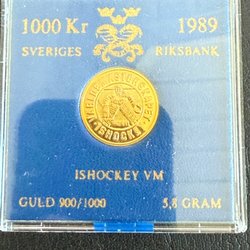 1000 Kr 1989
SVERIGES RIKSBANK
ISHOCKEY
ISHOCKEY VM
GULD 900/1000 5,8 GRAM